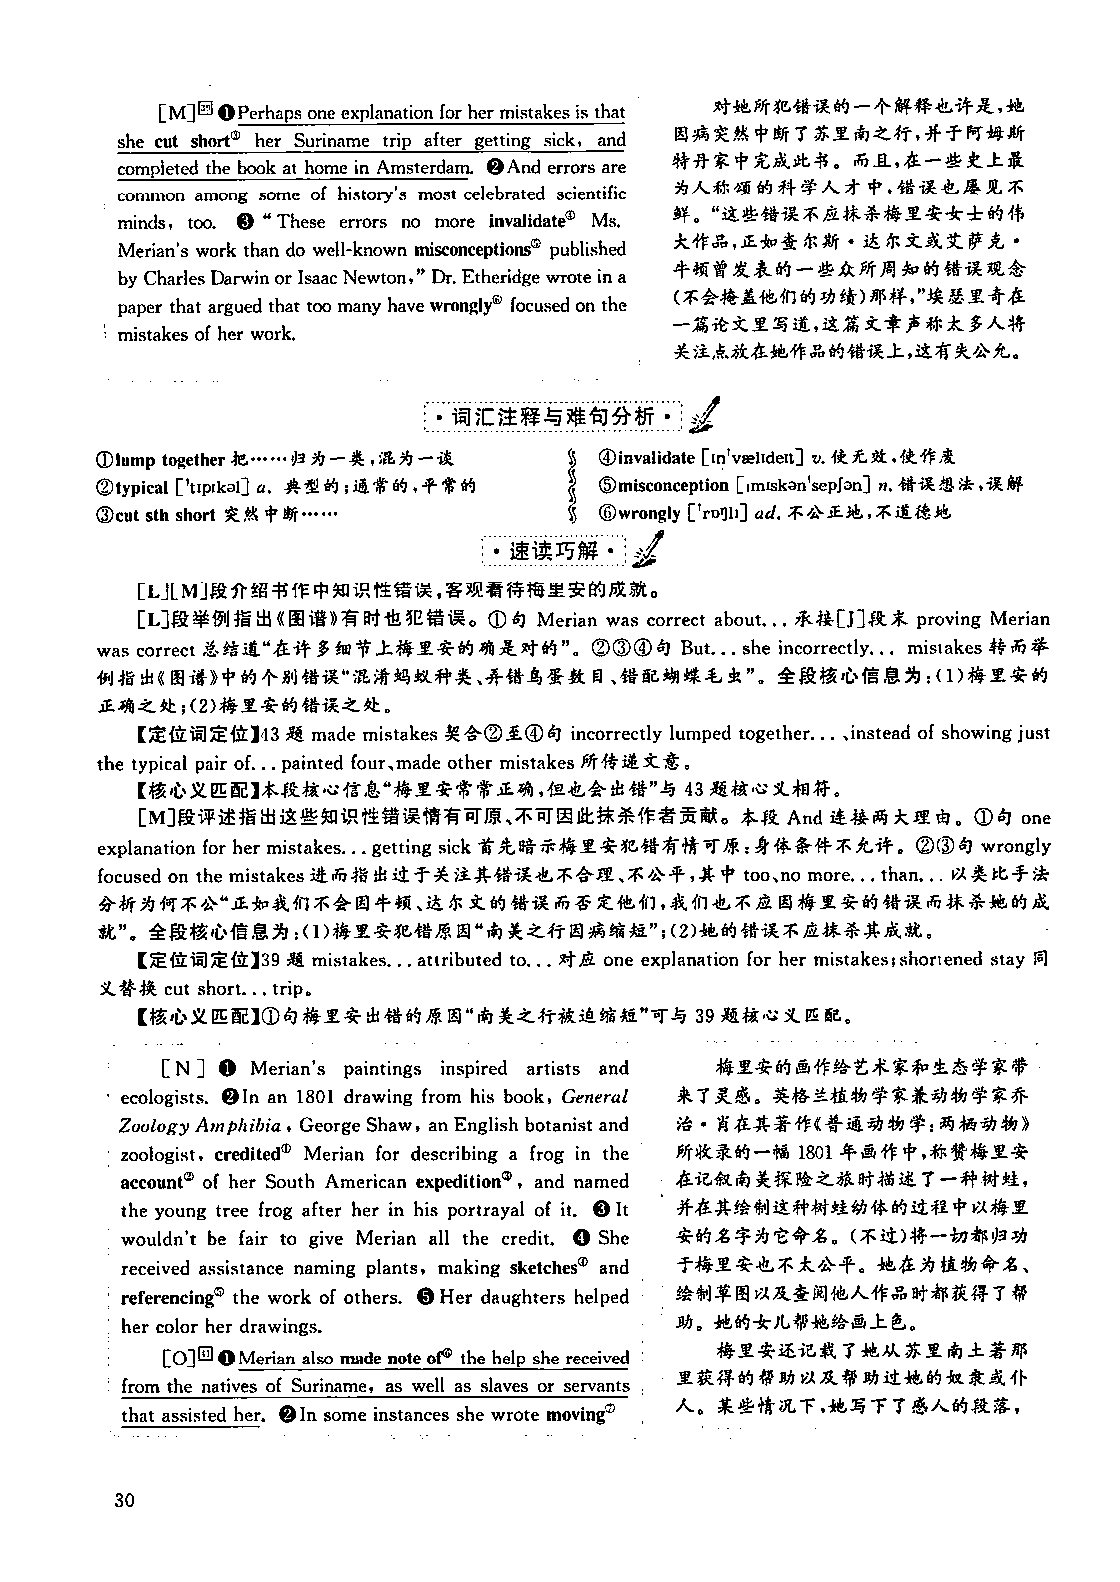 [M]39 ❶Perhaps one explanation for her mistakes is that
she cut short③ her Suriname trip after getting sick, and
completed the book at home in Amsterdam. ❷And errors are
common among some of history's most celebrated scientific
minds, too. ❸ “These errors no more invalidate④ Ms.
Merian's work than do well-known misconceptions⑤ published
by Charles Darwin or Isaac Newton,” Dr. Etheridge wrote in a
paper that argued that too many have wrongly⑥ focused on the
mistakes of her work.
对她所犯错误的一个解释也许是,她
因病突然中断了苏里南之行,并于阿姆斯
特丹家中完成此书。而且,在一些史上最
为人称颂的科学人才中,错误也屡见不
鲜。“这些错误不应抹杀梅里安女士的伟
大作品,正如查尔斯·达尔文或艾萨克·
牛顿曾发表的一些众所周知的错误观念
(不会掩盖他们的功绩)那样,”埃瑟里奇在
一篇论文里写道,这篇文章声称太多人将
关注点放在她作品的错误上,这有失公允。
·词汇注释与难句分析·
①lump together 把……归为一类,混为一谈
②typical ['tɪpɪkəl] a. 典型的;通常的,平常的
③cut sth short 突然中断……
④invalidate [ɪn'vælɪdeɪt] v. 使无效,使作废
⑤misconception [ˌmɪskən'sepʃən] n. 错误想法,误解
⑥wrongly ['rɒŋlɪ] ad. 不公正地,不道德地
·速读巧解·
[L][M]段介绍书作中知识性错误,客观看待梅里安的成就。
[L]段举例指出《图谱》有时也犯错误。①句 Merian was correct about... 承接[J]段末 proving Merian
was correct 总结道“在许多细节上梅里安的确是对的”。②③④句 But... she incorrectly... mistakes 转而举
例指出《图谱》中的个别错误“混淆蚂蚁种类、弄错鸟蛋数目、错配蝴蝶毛虫”。全段核心信息为:(1)梅里安的
正确之处;(2)梅里安的错误之处。
【定位词定位】43 题 made mistakes 契合②至④句 incorrectly lumped together... 、instead of showing just
the typical pair of... painted four、made other mistakes 所传递文意。
【核心义匹配】本段核心信息“梅里安常常正确,但也会出错”与 43 题核心义相符。
[M]段评述指出这些知识性错误情有可原、不可因此抹杀作者贡献。本段 And 连接两大理由。①句 one
explanation for her mistakes... getting sick 首先暗示梅里安犯错有情可原:身体条件不允许。②③句 wrongly
focused on the mistakes 进而指出过于关注其错误也不合理、不公平,其中 too、no more... than... 以类比手法
分析为何不公“正如我们不会因牛顿、达尔文的错误而否定他们,我们也不应因梅里安的错误而抹杀她的成
就”。全段核心信息为:(1)梅里安犯错原因“南美之行因病缩短”;(2)她的错误不应抹杀其成就。
【定位词定位】39 题 mistakes... attributed to... 对应 one explanation for her mistakes;shortened stay 同
义替换 cut short... trip。
【核心义匹配】①句梅里安出错的原因“南美之行被迫缩短”可与 39 题核心义匹配。
[N] ❶ Merian's paintings inspired artists and
ecologists. ❷In an 1801 drawing from his book, General
Zoology Amphibia, George Shaw, an English botanist and
zoologist, credited① Merian for describing a frog in the
account② of her South American expedition③, and named
the young tree frog after her in his portrayal of it. ❸It
wouldn't be fair to give Merian all the credit. ❹ She
received assistance naming plants, making sketches④ and
referencing⑤ the work of others. ❺Her daughters helped
her color her drawings.
[O]41 ❶Merian also made note of⑥ the help she received
from the natives of Suriname, as well as slaves or servants
that assisted her. ❷In some instances she wrote moving⑦
梅里安的画作给艺术家和生态学家带
来了灵感。英格兰植物学家兼动物学家乔
治·肖在其著作《普通动物学:两栖动物》
所收录的一幅 1801 年画作中,称赞梅里安
在记叙南美探险之旅时描述了一种树蛙,
并在其绘制这种树蛙幼体的过程中以梅里
安的名字为它命名。(不过)将一切都归功
于梅里安也不太公平。她在为植物命名、
绘制草图以及查阅他人作品时都获得了帮
助。她的女儿帮她给画上色。
梅里安还记载了她从苏里南土著那
里获得的帮助以及帮助过她的奴隶或仆
人。某些情况下,她写下了感人的段落,
30